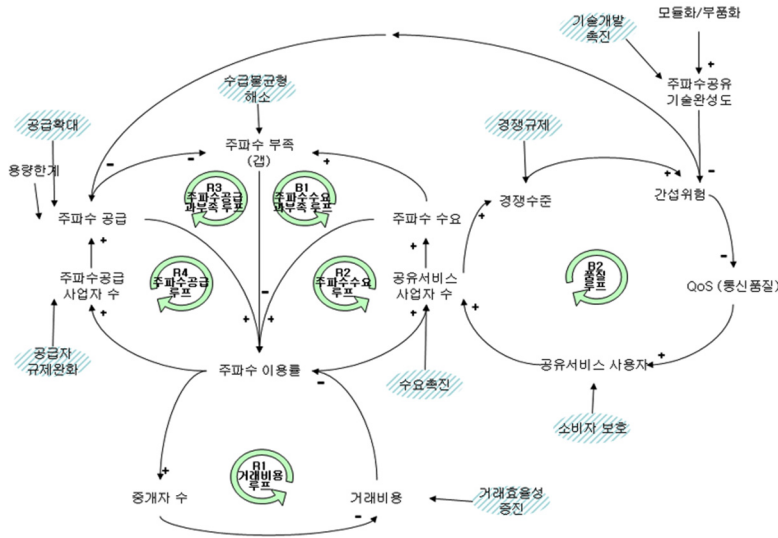 모듈화/부품화
기술개발
촉진
+
주파수공유
기술완성도
수급불균형
해소
공급확대
경쟁규제
용량한계
주파수 부족
(갭)
-
-
+
+
-
간섭위험
R3
주파수공급
과부족 루프
B1
주파수수요
과부족 루프
주파수 공급
주파수 수요
경쟁수준
+
+
+
-
R4
주파수공급
루프
R2
주파수수요
루프
B2
품질
루프
주파수공급
사업자 수
공유서비스
사업자 수
QoS (통신품질)
-
+
+
+
+
+
공급자
규제완화
주파수 이용률
-
수요촉진
+
공유서비스 사용자
소비자 보호
+
R1
거래비용
루프
중개자 수
거래비용
거래효율성
증진
-